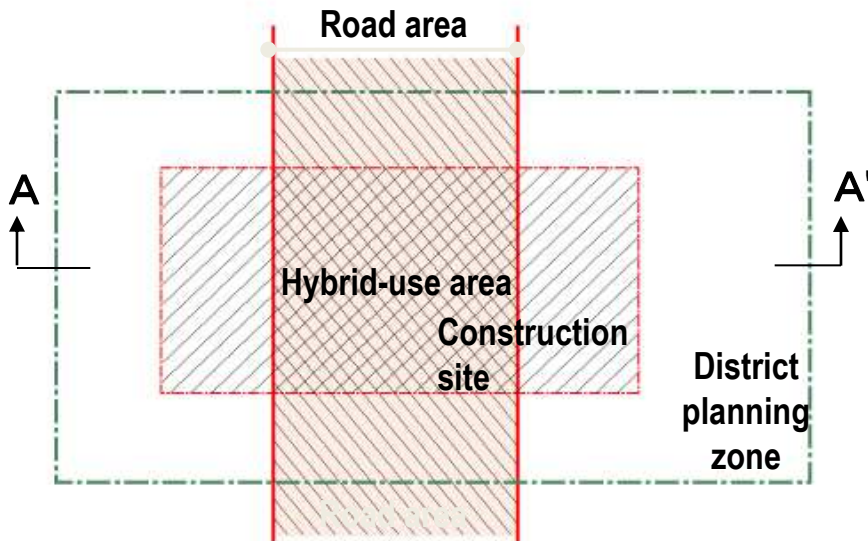 Road area
A
A'
Hybrid-use area
Construction
site
District
planning
zone